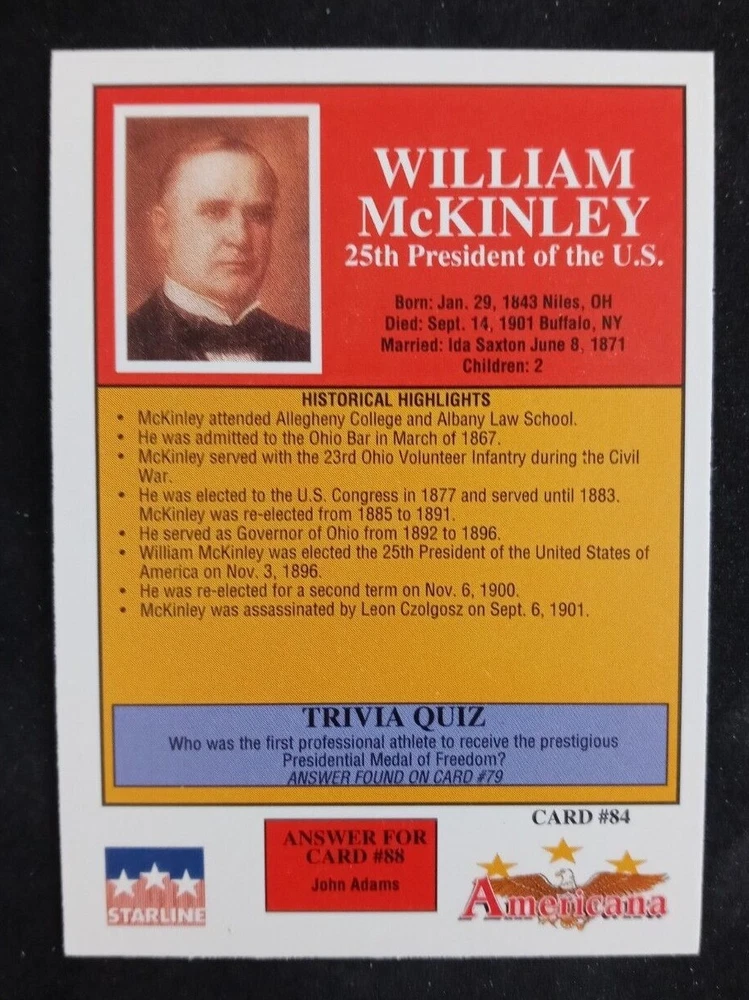 WILLIAM
McKINLEY
25th President of the U.S.
Born: Jan. 29, 1843 Niles, OH
Died: Sept. 14, 1901 Buffalo, NY
Married: Ida Saxton June 8, 1871
Children: 2
HISTORICAL HIGHLIGHTS
• McKinley attended Allegheny College and Albany Law School.
• He was admitted to the Ohio Bar in March of 1867.
• McKinley served with the 23rd Ohio Volunteer Infantry during the Civil
War.
• He was elected to the U.S. Congress in 1877 and served until 1883.
McKinley was re-elected from 1885 to 1891.
• He served as Governor of Ohio from 1892 to 1896.
• William McKinley was elected the 25th President of the United States of
America on Nov. 3, 1896.
• He was re-elected for a second term on Nov. 6, 1900.
• McKinley was assassinated by Leon Czolgosz on Sept. 6, 1901.
TRIVIA QUIZ
Who was the first professional athlete to receive the prestigious
Presidential Medal of Freedom?
ANSWER FOUND ON CARD #79
CARD #84
STARLINE
ANSWER FOR
CARD #88
John Adams
Americana